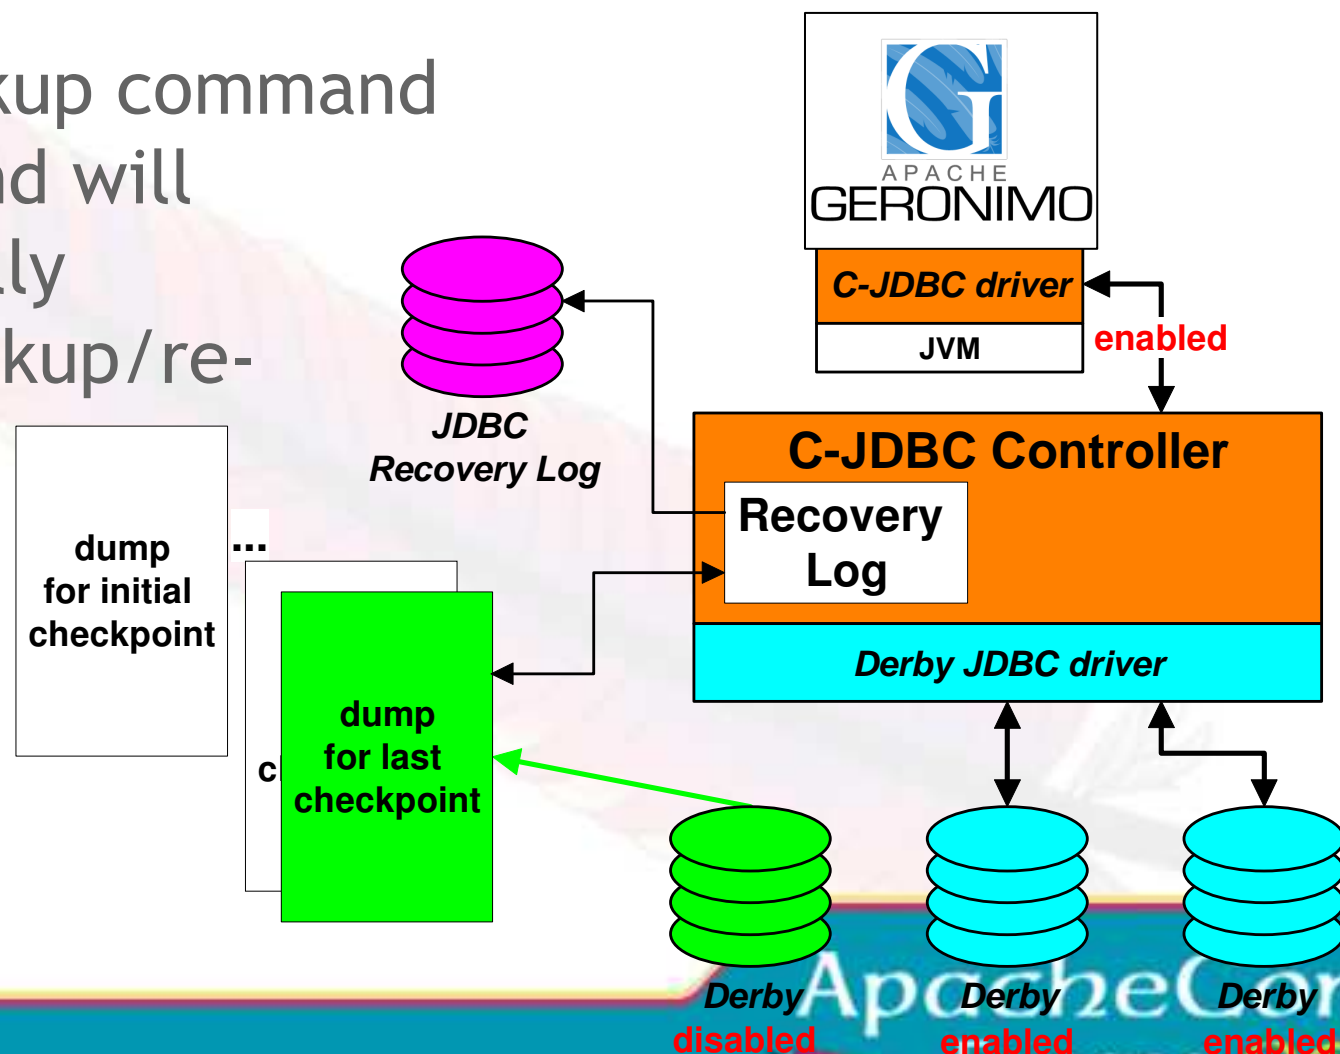 kup command
nd will
lly
kup/re-
APACHE
GERONIMO
C-JDBC driver
JVM
enabled
JDBC
Recovery Log
C-JDBC Controller
Recovery
Log
Derby JDBC driver
dump
for initial
checkpoint
...
c
dump
for last
checkpoint
Derby
disabled
Derby
enabled
Derby
enabled
ApacheCon